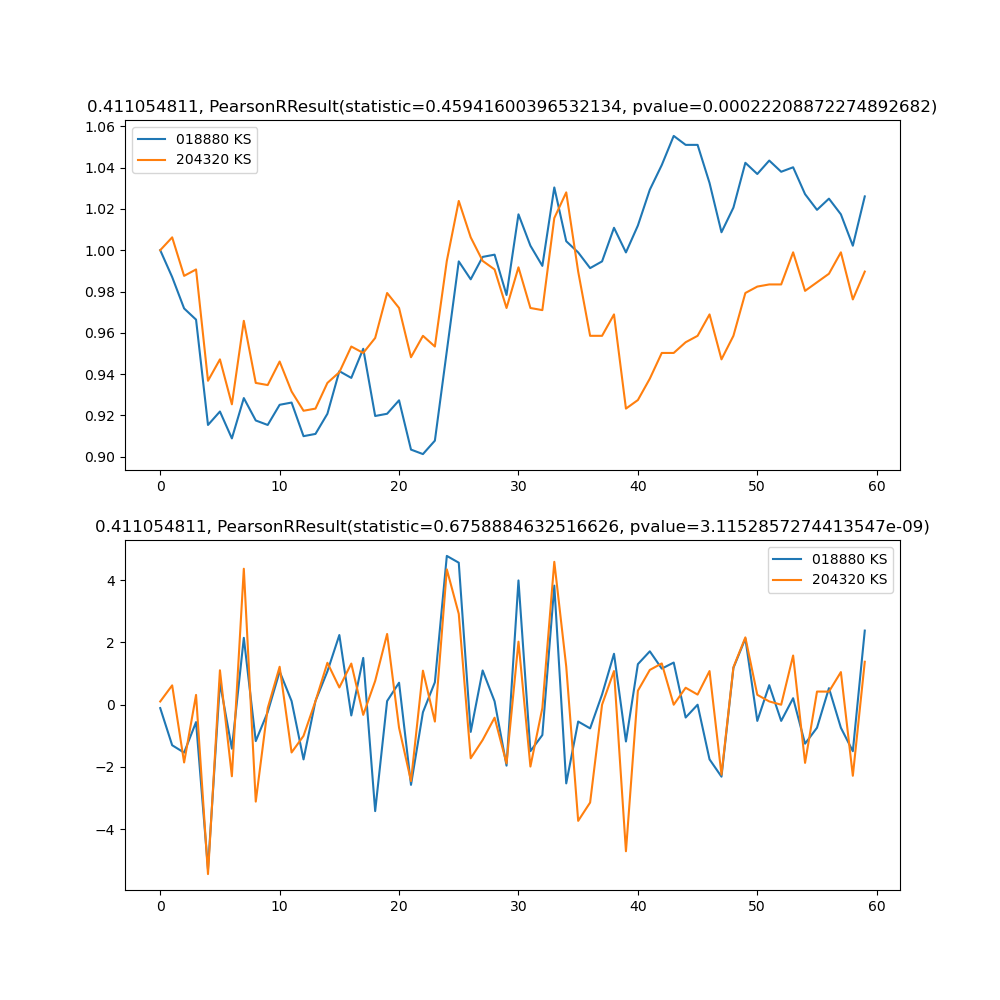 0.411054811, PearsonRResult(statistic=0.45941600396532134, pvalue=0.00022208872274892682)
1.06
1.04
1.02
1.00
0.98
0.96
0.94
0.92
0.90
018880 KS
204320 KS
0 10 20 30 40 50 60
0.411054811, PearsonRResult(statistic=0.6758884632516626, pvalue=3.1152857274413547e-09)
4
2
0
−2
−4
018880 KS
204320 KS
0 10 20 30 40 50 60